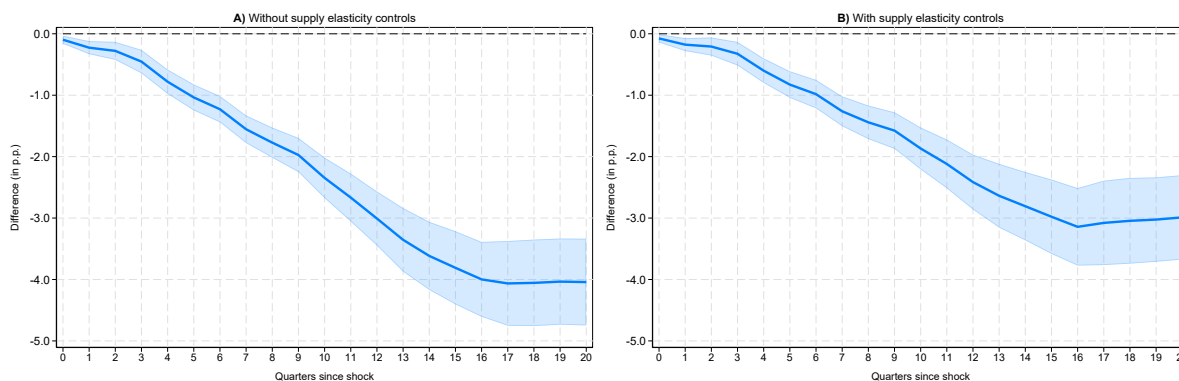 A) Without supply elasticity controls
0.0
-1.0
-2.0
-3.0
-4.0
-5.0
Difference (in p.p.)
0 1 2 3 4 5 6 7 8 9 10 11 12 13 14 15 16 17 18 19 20
Quarters since shock
B) With supply elasticity controls
0.0
-1.0
-2.0
-3.0
-4.0
-5.0
Difference (in p.p.)
0 1 2 3 4 5 6 7 8 9 10 11 12 13 14 15 16 17 18 19 2
Quarters since shock